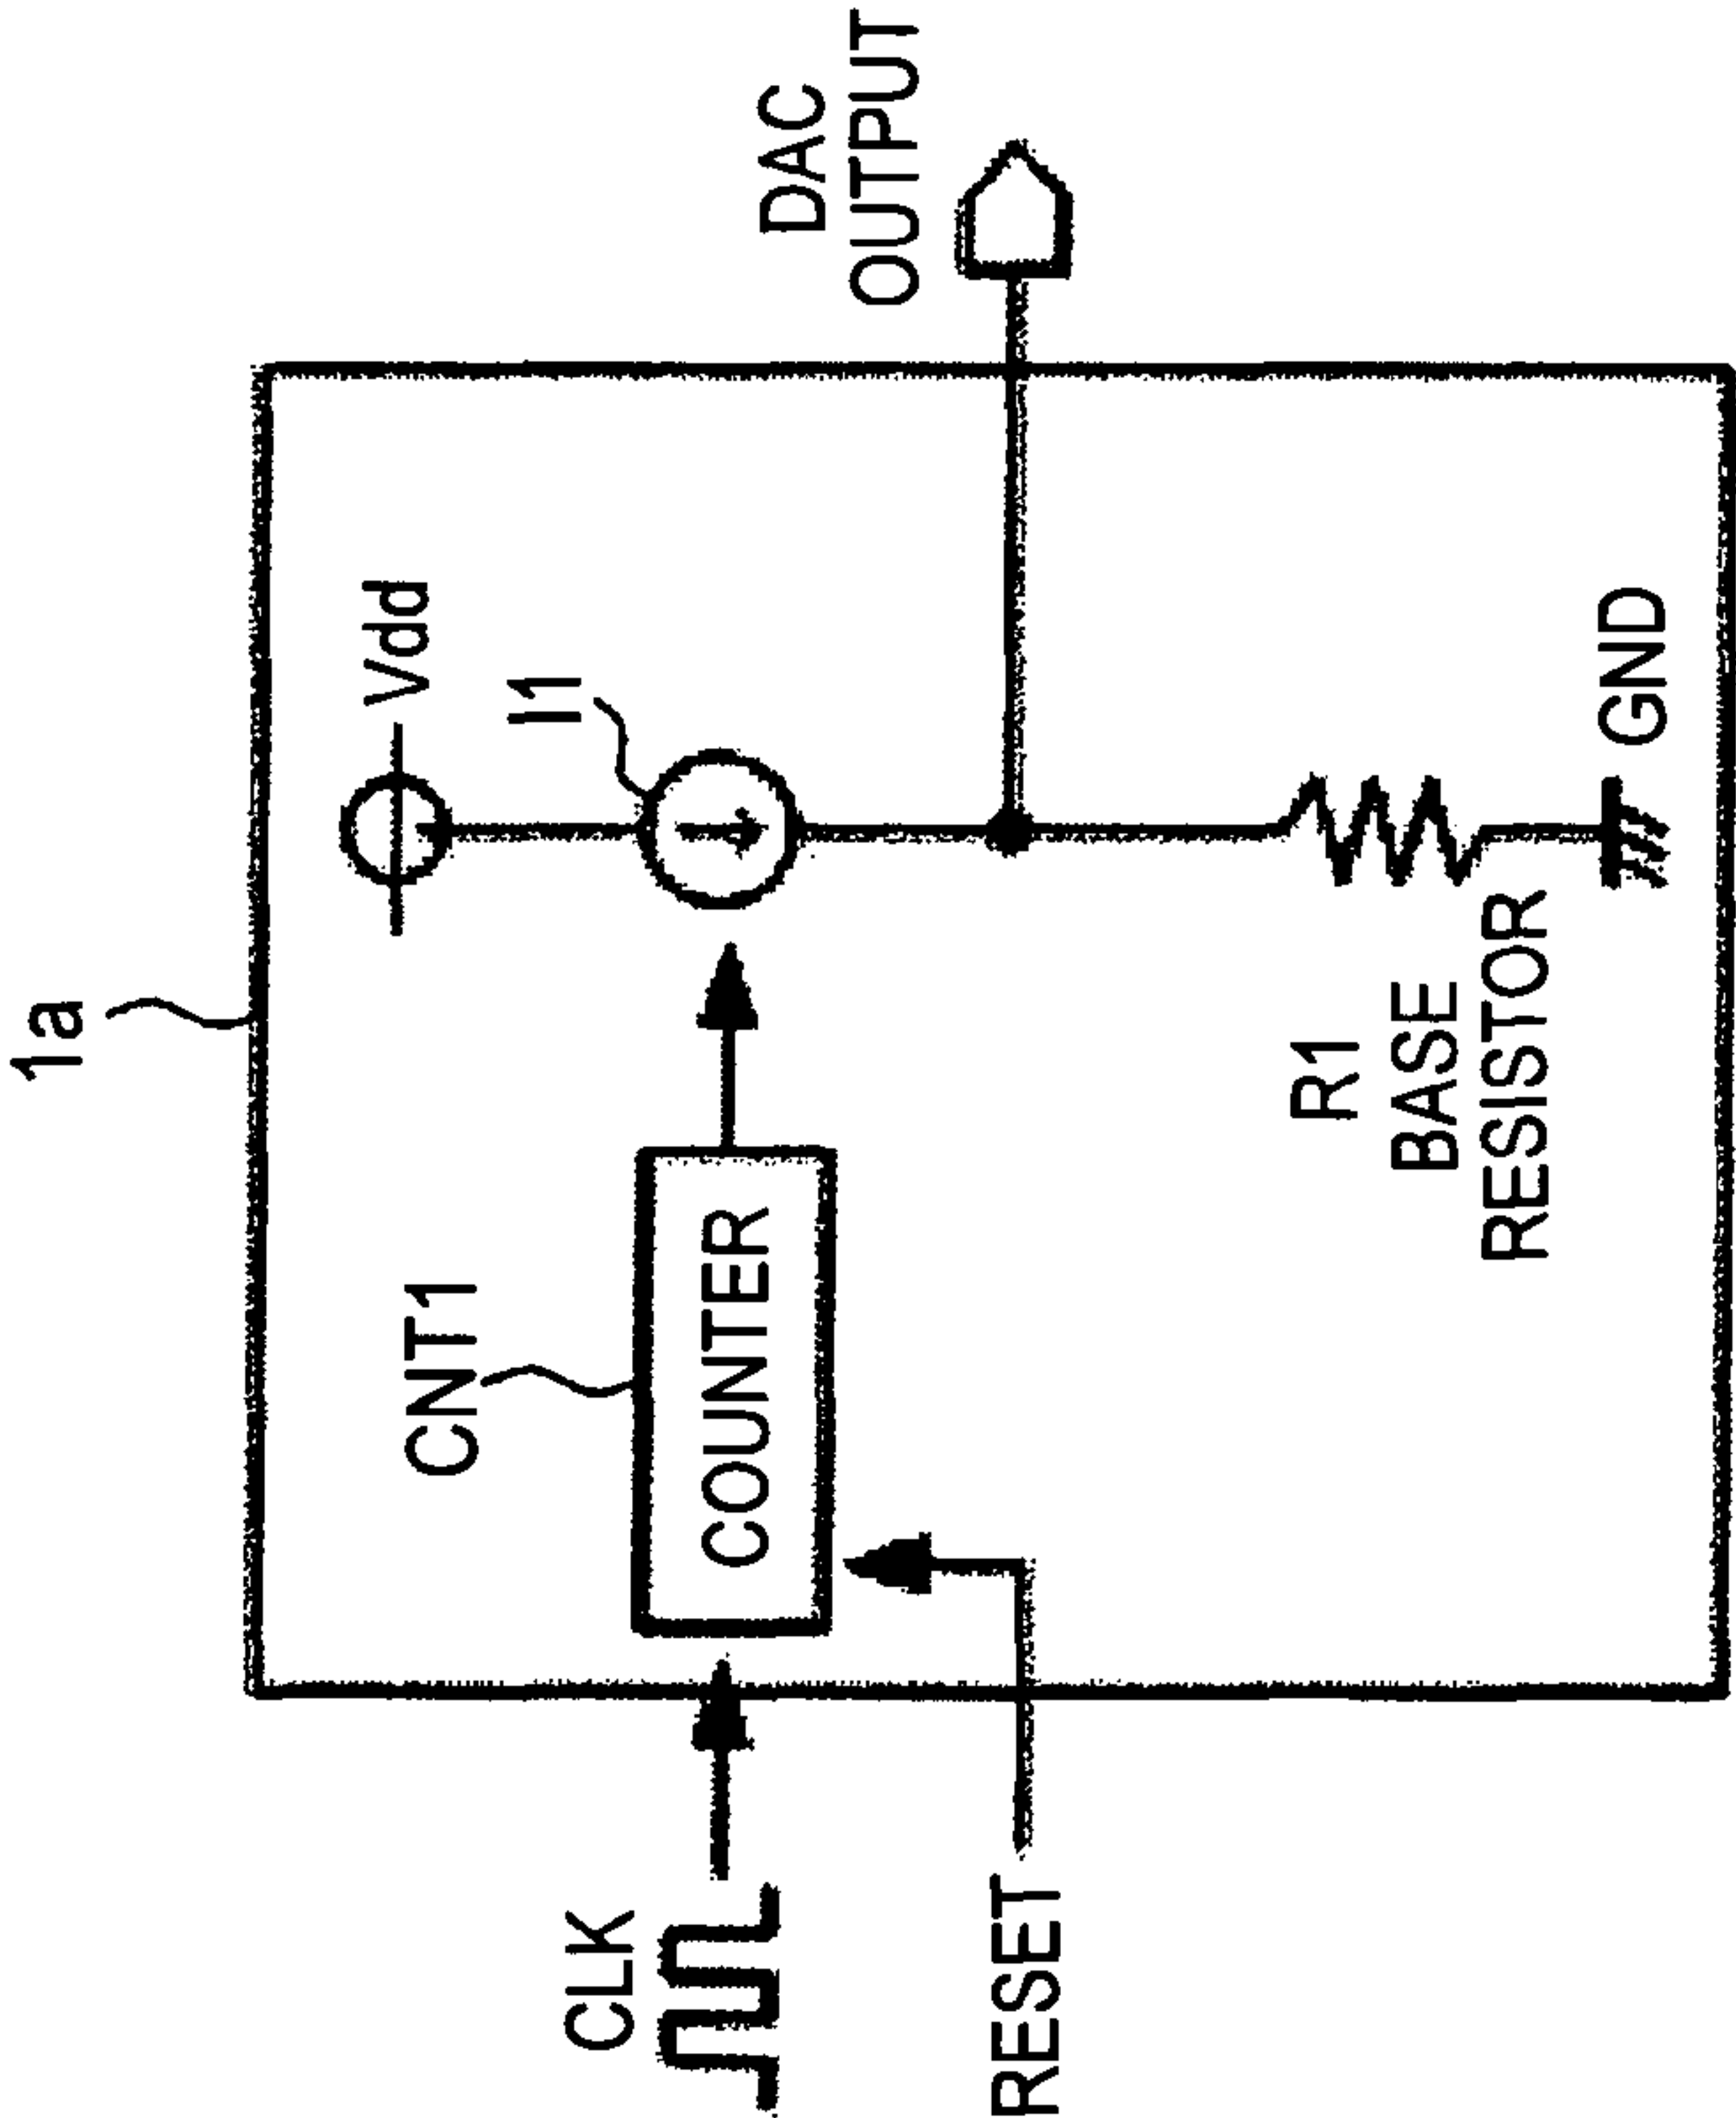 1a
Vdd
CNT1
I1
CLK
COUNTER
DAC
OUTPUT
RESET
R1
BASE
RESISTOR
GND